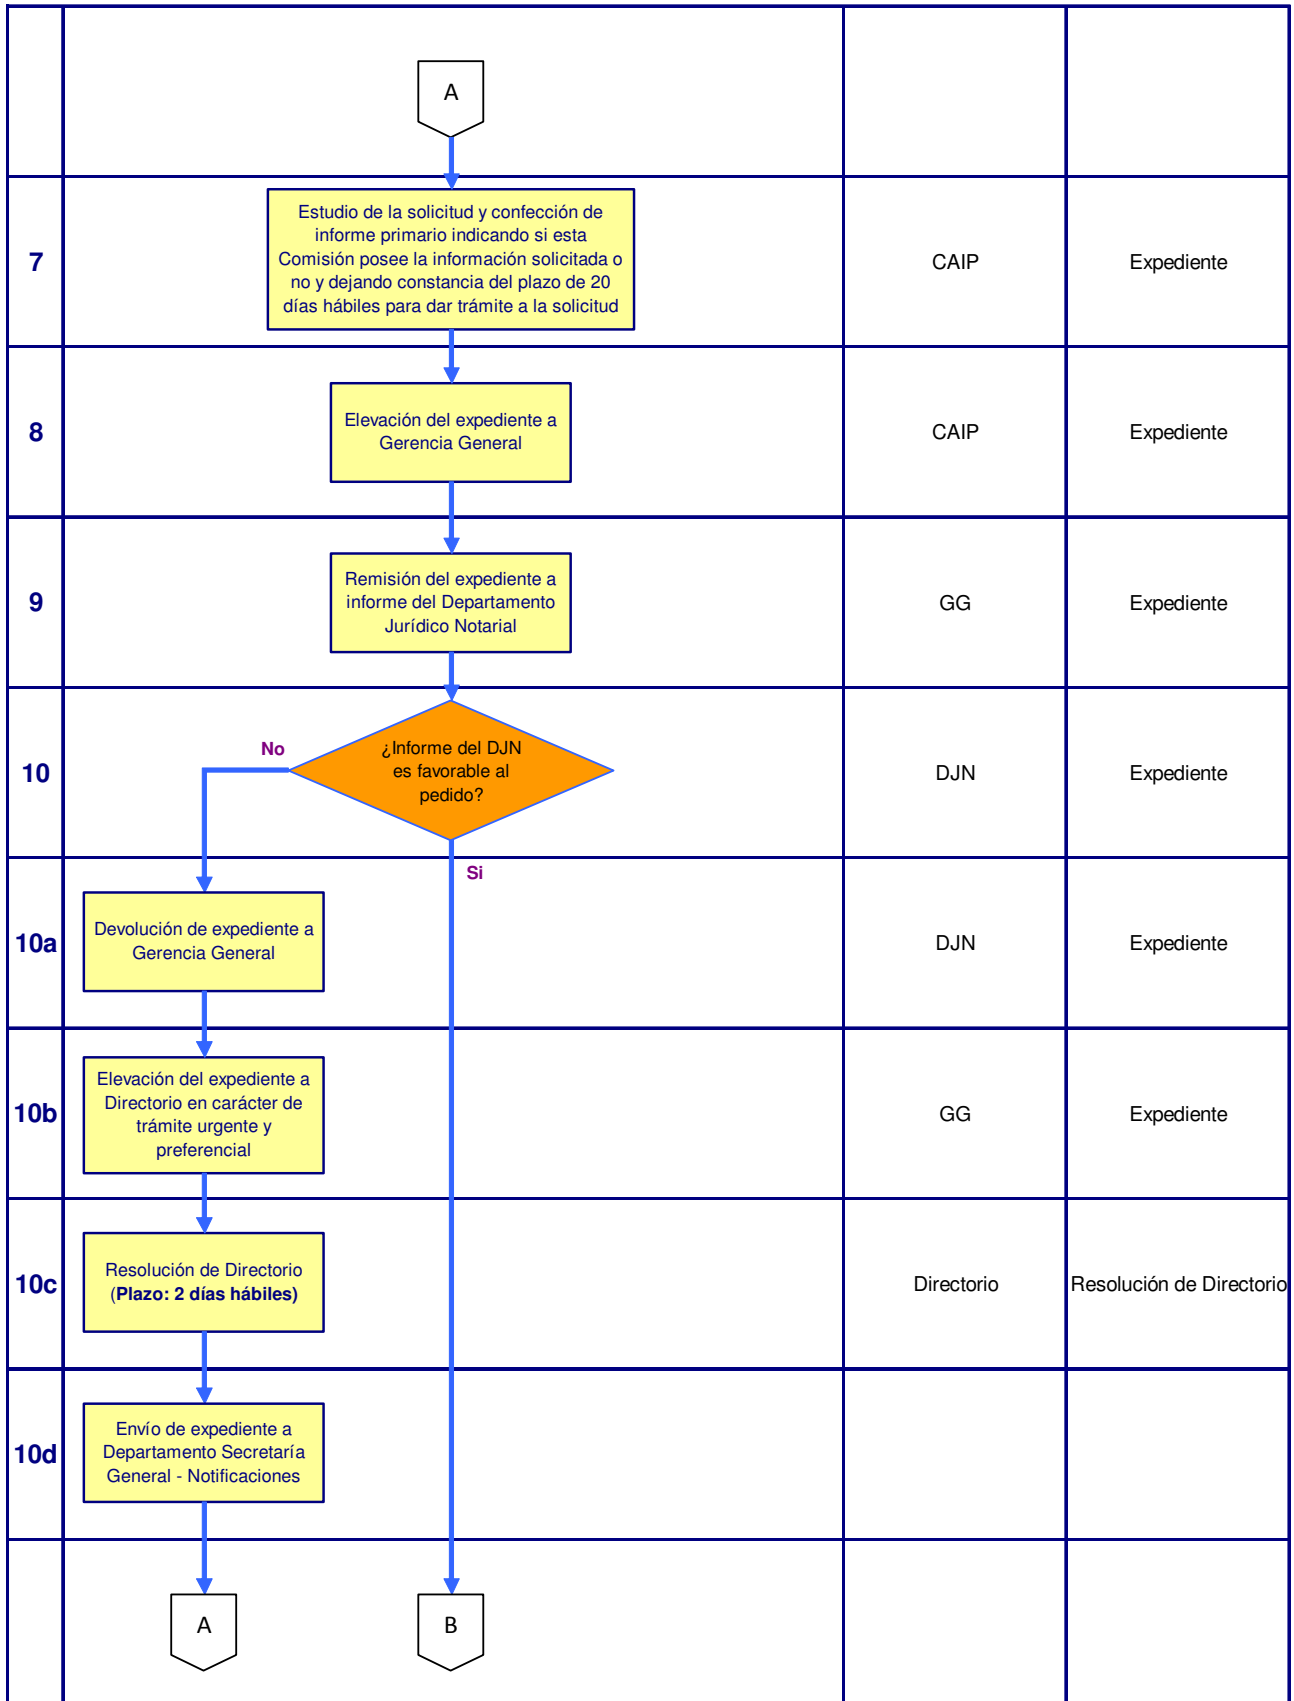 A
7
Estudio de la solicitud y confección de
informe primario indicando si esta
Comisión posee la información solicitada o
no y dejando constancia del plazo de 20
días hábiles para dar trámite a la solicitud
CAIP
Expediente
8
Elevación del expediente a
Gerencia General
CAIP
Expediente
9
Remisión del expediente a
informe del Departamento
Jurídico Notarial
GG
Expediente
10
No
¿Informe del DJN
es favorable al
pedido?
DJN
Expediente
Si
10a
Devolución de expediente a
Gerencia General
DJN
Expediente
10b
Elevación del expediente a
Directorio en carácter de
trámite urgente y
preferencial
GG
Expediente
10c
Resolución de Directorio
(Plazo: 2 días hábiles)
Directorio
Resolución de Directorio
10d
Envío de expediente a
Departamento Secretaría
General - Notificaciones
A
B